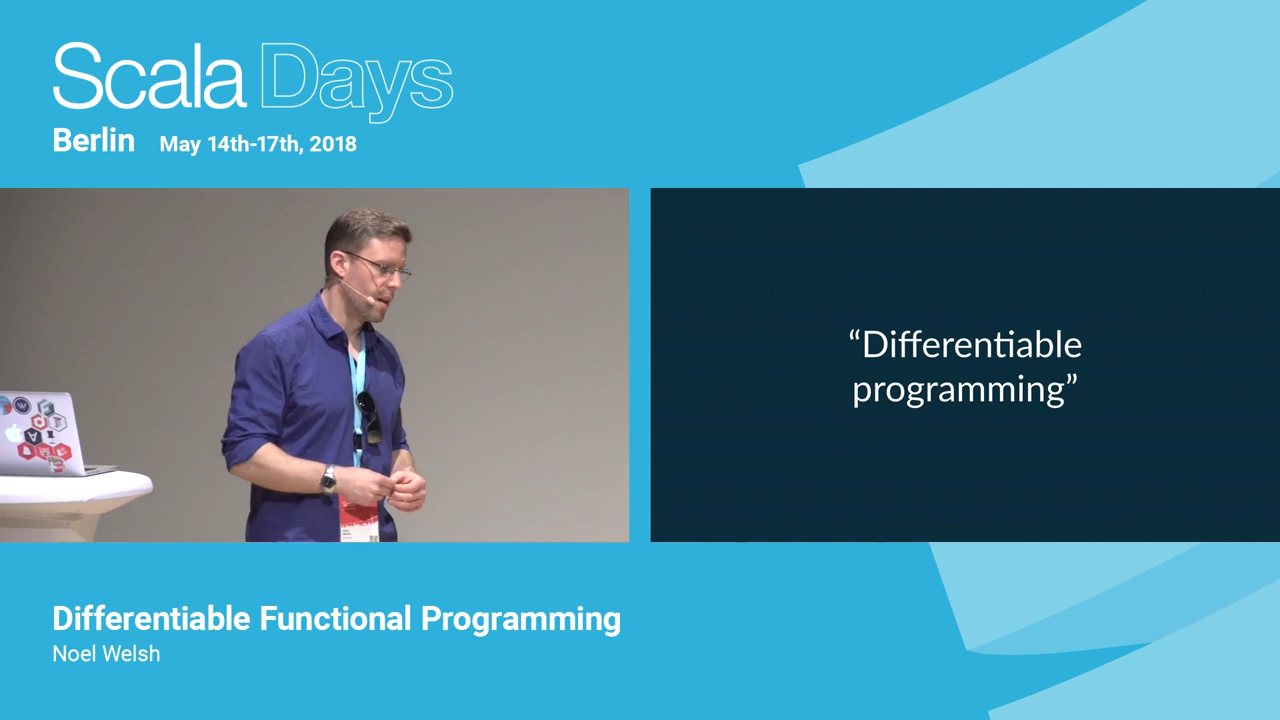 Scala Days
Berlin May 14th-17th, 2018
“Differentiable
programming”
Differentiable Functional Programming
Noel Welsh